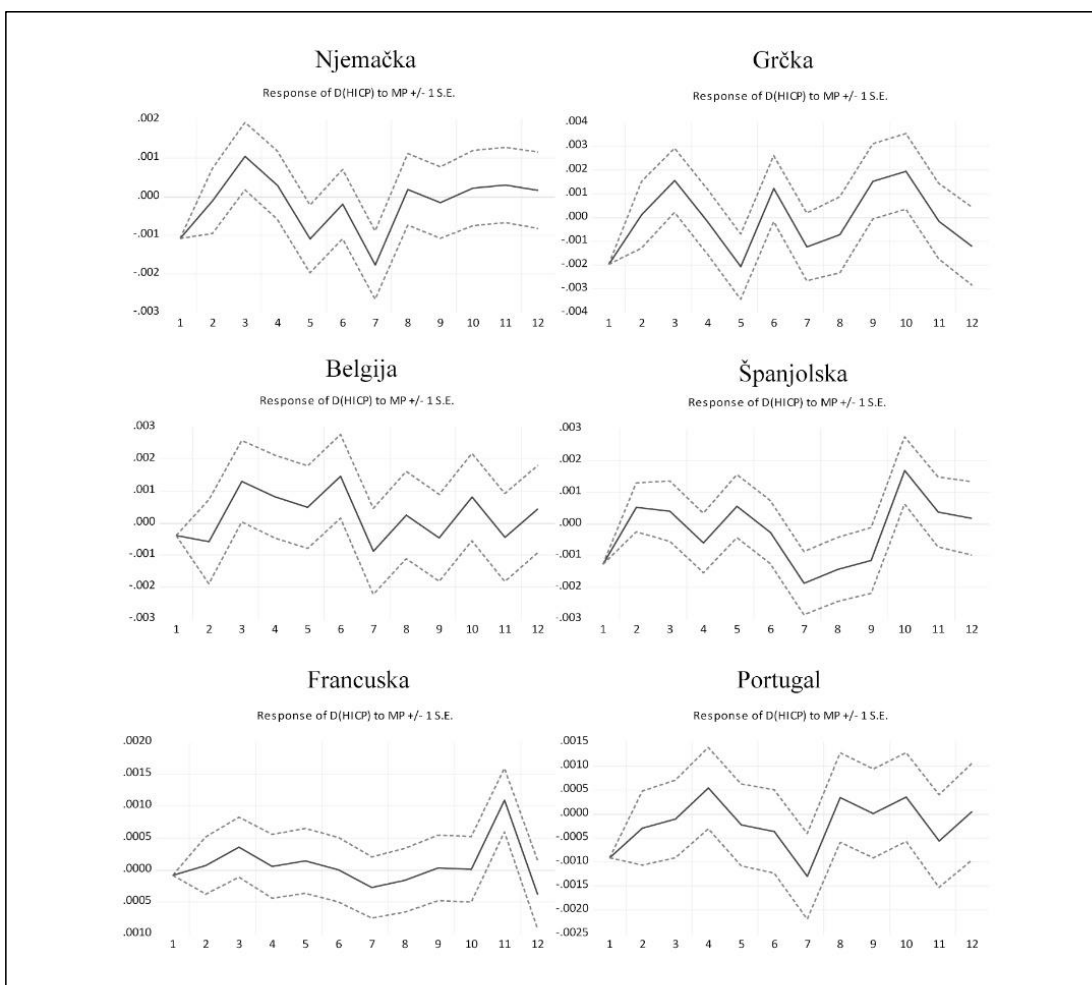 Njemačka
Response of D(HICP) to MP +/- 1 S.E.
.002
.001
.000
-.001
-.002
-.003
1 2 3 4 5 6 7 8 9 10 11 12
Grčka
Response of D(HICP) to MP +/- 1 S.E.
.004
.003
.002
.001
.000
-.001
-.002
-.003
-.004
1 2 3 4 5 6 7 8 9 10 11 12
Belgija
Response of D(HICP) to MP +/- 1 S.E.
.003
.002
.001
.000
-.001
-.002
-.003
1 2 3 4 5 6 7 8 9 10 11 12
Španjolska
Response of D(HICP) to MP +/- 1 S.E.
.003
.002
.001
.000
-.001
-.002
-.003
1 2 3 4 5 6 7 8 9 10 11 12
Francuska
Response of D(HICP) to MP +/- 1 S.E.
.0020
.0015
.0010
.0005
.0000
.0005
.0010
1 2 3 4 5 6 7 8 9 10 11 12
Portugal
Response of D(HICP) to MP +/- 1 S.E.
.0015
.0010
.0005
.0000
-.0005
-.0010
-.0015
-.0020
-.0025
1 2 3 4 5 6 7 8 9 10 11 12